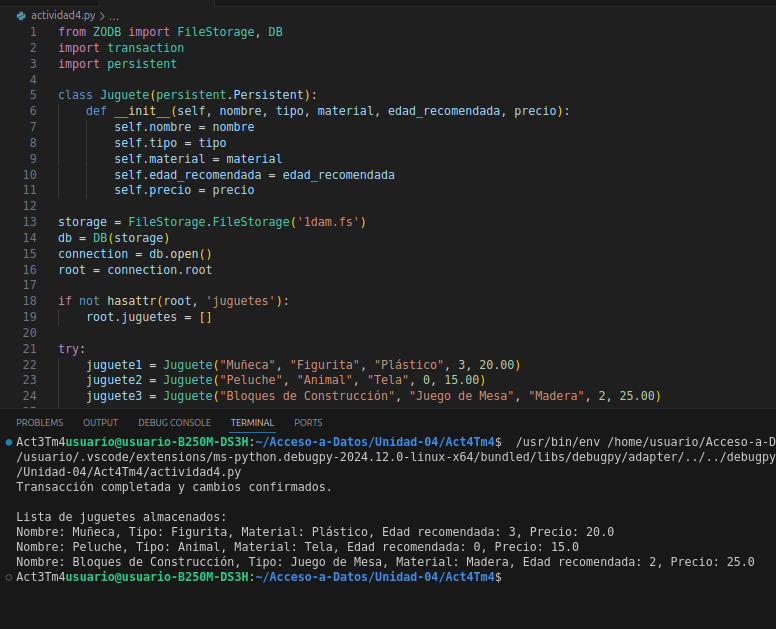 actividad4.py > ...
1 from ZODB import FileStorage, DB
2 import transaction
3 import persistent
4
5 class Juguete(persistent.Persistent):
6 def __init__(self, nombre, tipo, material, edad_recomendada, precio):
7 self.nombre = nombre
8 self.tipo = tipo
9 self.material = material
10 self.edad_recomendada = edad_recomendada
11 self.precio = precio
12
13 storage = FileStorage.FileStorage('1dam.fs')
14 db = DB(storage)
15 connection = db.open()
16 root = connection.root
17
18 if not hasattr(root, 'juguetes'):
19 root.juguetes = []
20
21 try:
22 juguete1 = Juguete("Muñeca", "Figurita", "Plástico", 3, 20.00)
23 juguete2 = Juguete("Peluche", "Animal", "Tela", 0, 15.00)
24 juguete3 = Juguete("Bloques de Construcción", "Juego de Mesa", "Madera", 2, 25.00)
PROBLEMS OUTPUT DEBUG CONSOLE TERMINAL PORTS
Act3Tm4usuario@usuario-B250M-DS3H:~/Acceso-a-Datos/Unidad-04/Act4Tm4$ /usr/bin/env /home/usuario/Acceso-a-D
/usuario/.vscode/extensions/ms-python.debugpy-2024.12.0-linux-x64/bundled/libs/debugpy/adapter/../../debugpy
/Unidad-04/Act4Tm4/actividad4.py
Transacción completada y cambios confirmados.
Lista de juguetes almacenados:
Nombre: Muñeca, Tipo: Figurita, Material: Plástico, Edad recomendada: 3, Precio: 20.0
Nombre: Peluche, Tipo: Animal, Material: Tela, Edad recomendada: 0, Precio: 15.0
Nombre: Bloques de Construcción, Tipo: Juego de Mesa, Material: Madera, Edad recomendada: 2, Precio: 25.0
Act3Tm4usuario@usuario-B250M-DS3H:~/Acceso-a-Datos/Unidad-04/Act4Tm4$